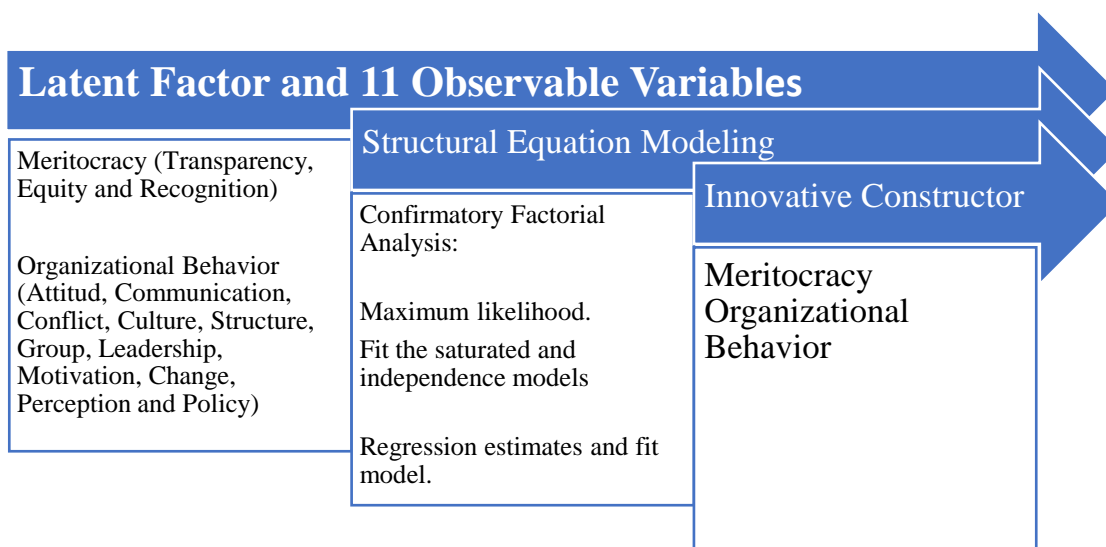 Latent Factor and 11 Observable Variables
Meritocracy (Transparency,
Equity and Recognition)
Organizational Behavior
(Attitud, Communication,
Conflict, Culture, Structure,
Group, Leadership,
Motivation, Change,
Perception and Policy)
Structural Equation Modeling
Confirmatory Factorial
Analysis:
Maximum likelihood.
Fit the saturated and
independence models
Regression estimates and fit
model.
Innovative Constructor
Meritocracy
Organizational
Behavior